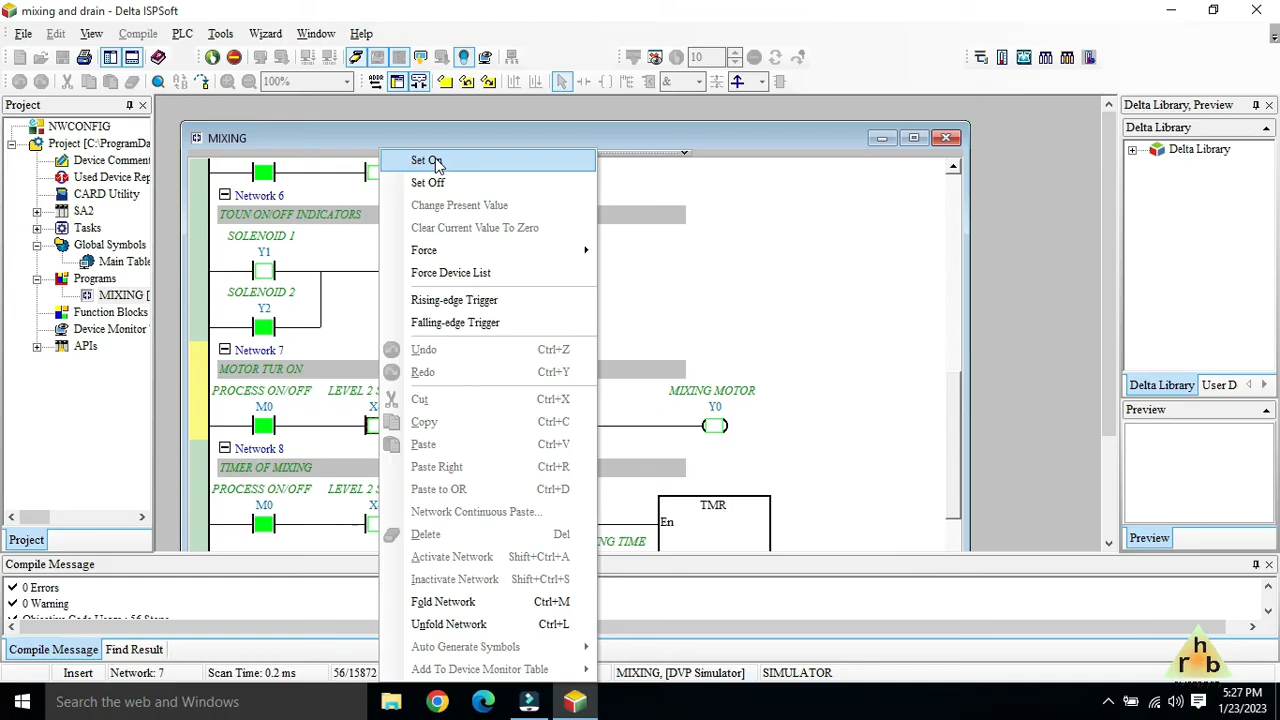 mixing and drain - Delta ISPSoft
File Edit View Compile PLC Tools Wizard Window Help
10
100%
&
Project
NWCONFIG
Project [C:\ProgramDa
Device Comment
Used Device Rep
CARD Utility
SA2
Tasks
Global Symbols
Main Table
Programs
MIXING [
Function Blocks
Device Monitor
APIs
Project
MIXING
Network 6
TOUN ON/OFF INDICATORS
SOLENOID 1
Y1
SOLENOID 2
Y2
Network 7
MOTOR TUR ON
PROCESS ON/OFF LEVEL 2 S
M0 X
MIXING MOTOR
Y0
Network 8
TIMER OF MIXING
PROCESS ON/OFF LEVEL 2 S
M0 X
TMR
En
NG TIME
Set On
Set Off
Change Present Value
Clear Current Value To Zero
Force
Force Device List
Rising-edge Trigger
Falling-edge Trigger
Undo Ctrl+Z
Redo Ctrl+Y
Cut Ctrl+X
Copy Ctrl+C
Paste Ctrl+V
Paste Right Ctrl+R
Paste to OR Ctrl+D
Network Continuous Paste...
Delete Del
Activate Network Shift+Ctrl+A
Inactivate Network Shift+Ctrl+S
Fold Network Ctrl+M
Unfold Network Ctrl+L
Auto Generate Symbols
Add To Device Monitor Table
Delta Library, Preview
Delta Library
Delta Library
Delta Library User D
Preview
Preview
Compile Message
0 Errors
0 Warning
Objective Code Usage : 56 Steps
Compile Message Find Result
Insert Network: 7 Scan Time: 0.2 ms 56/15872 MIXING, [DVP Simulator] SIMULATOR
h
r b
Search the web and Windows
5:27 PM
1/23/2023